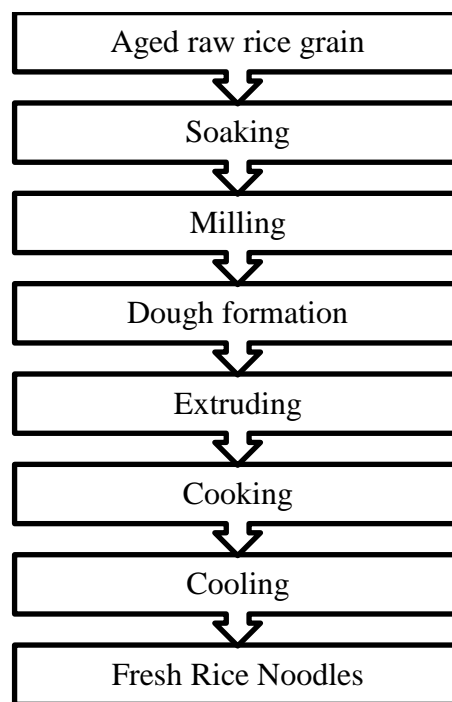 Aged raw rice grain
Soaking
Milling
Dough formation
Extruding
Cooking
Cooling
Fresh Rice Noodles